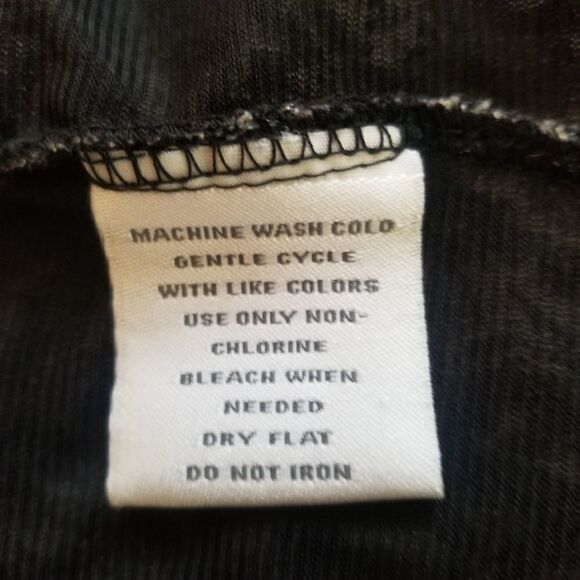 MACHINE WASH COLD
GENTLE CYCLE
WITH LIKE COLORS
USE ONLY NON-
CHLORINE
BLEACH WHEN
NEEDED
DRY FLAT
DO NOT IRON